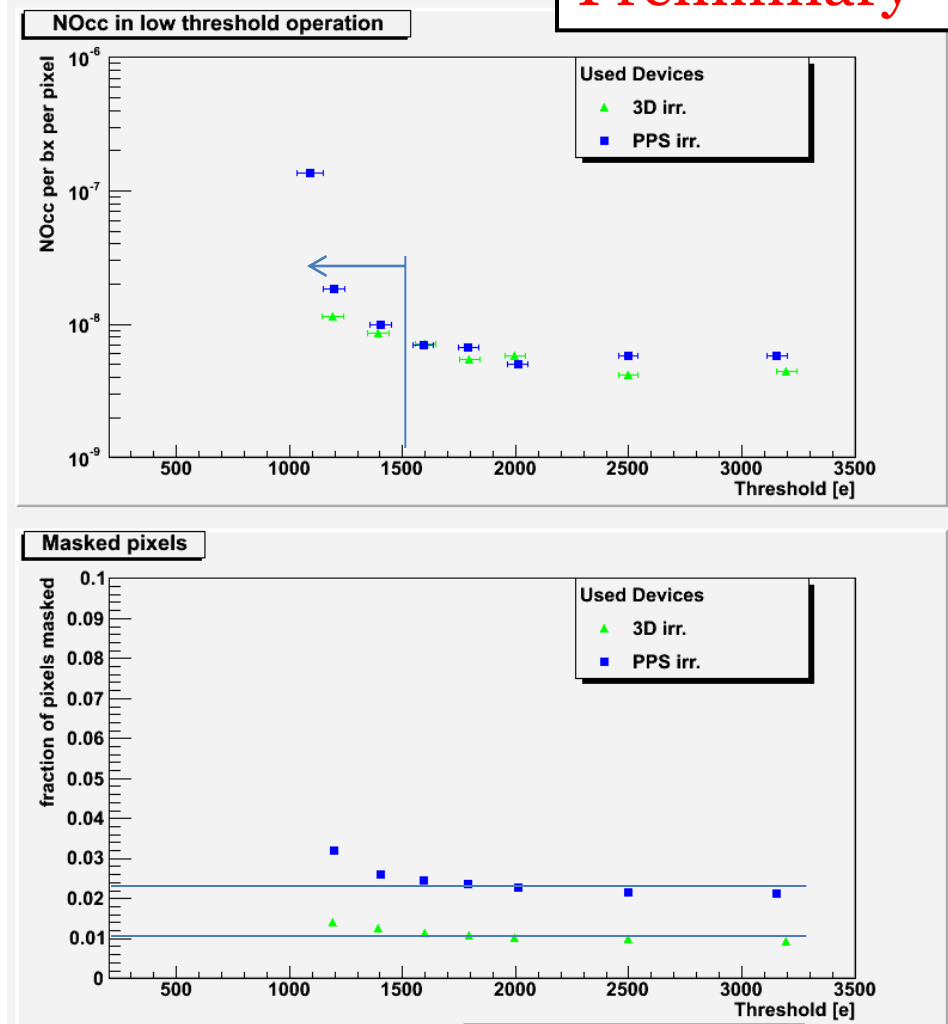 Preliminary
NOcc in low threshold operation
NOcc per bx per pixel
10-6
10-7
10-8
10-9
Used Devices
3D irr.
PPS irr.
500 1000 1500 2000 2500 3000 3500
Threshold [e]
Masked pixels
fraction of pixels masked
0.1
0.09
0.08
0.07
0.06
0.05
0.04
0.03
0.02
0.01
0
Used Devices
3D irr.
PPS irr.
500 1000 1500 2000 2500 3000 3500
Threshold [e]